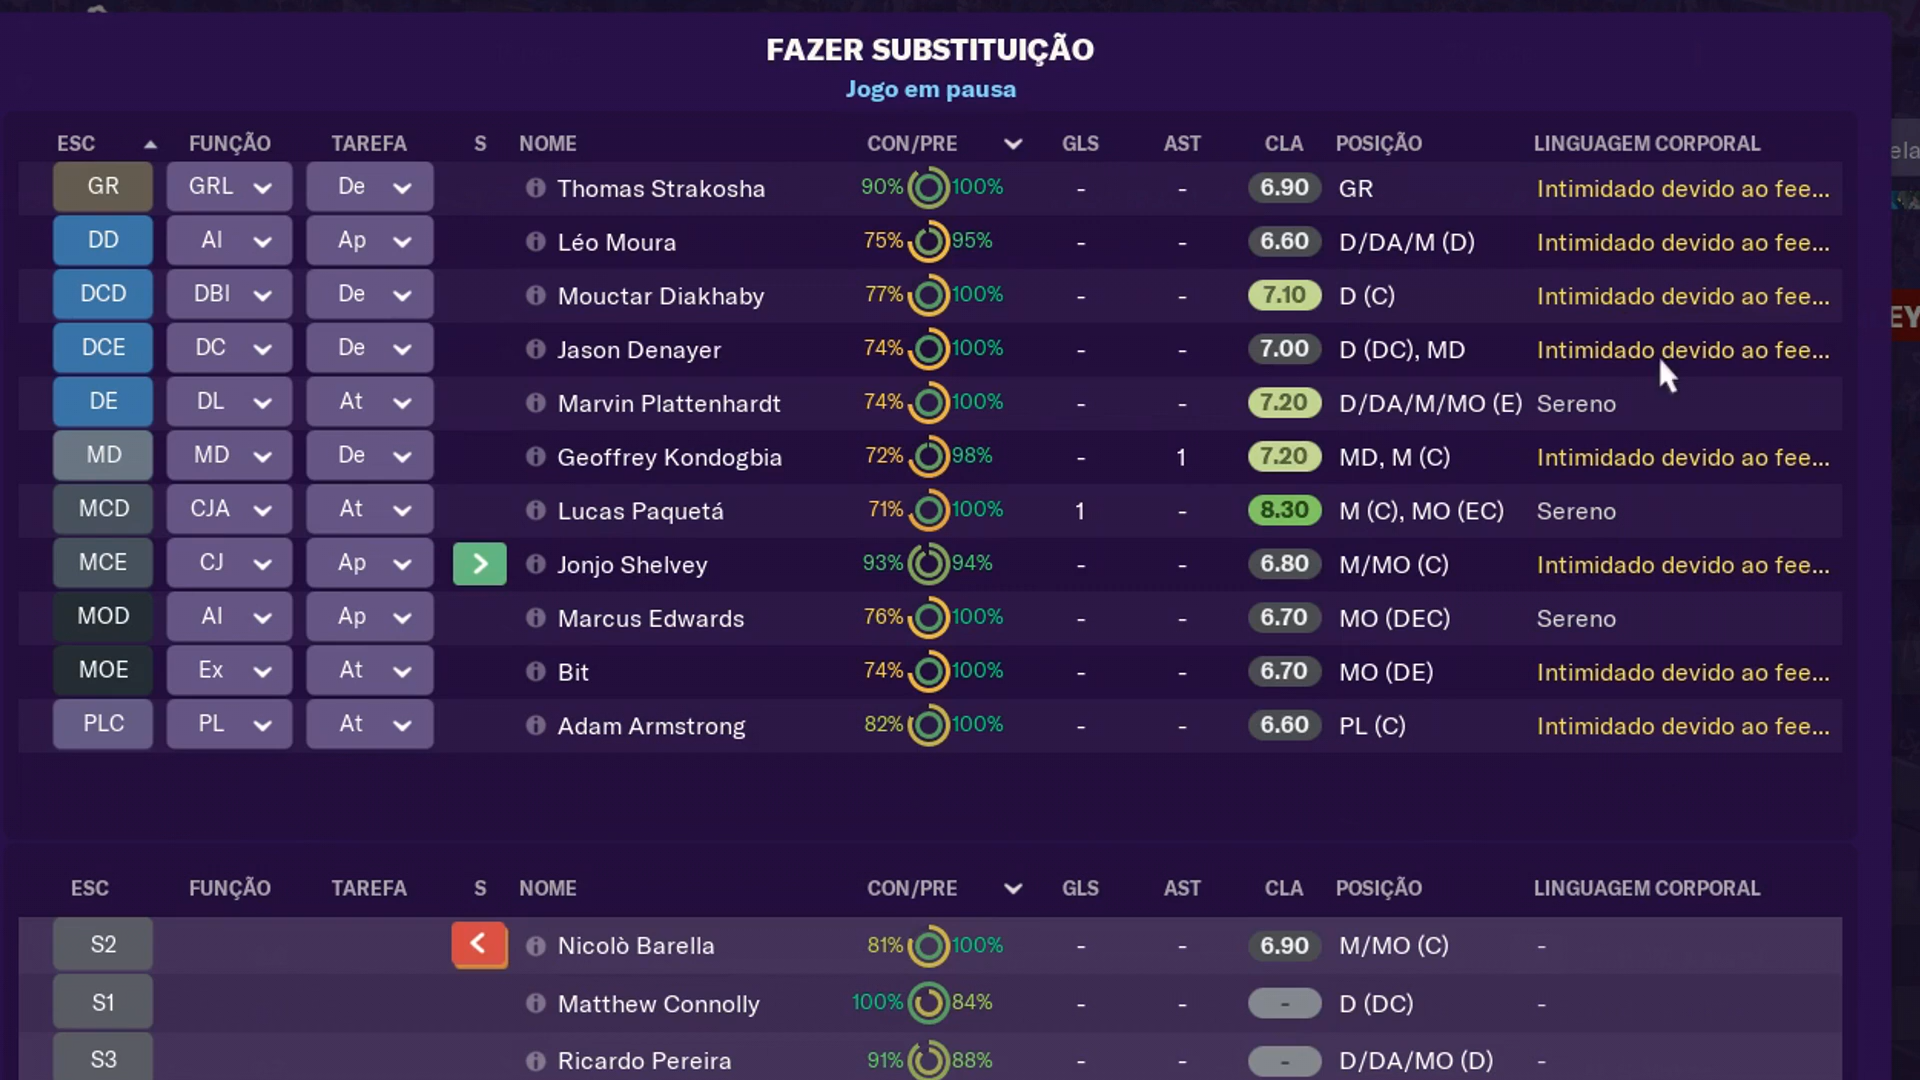 FAZER SUBSTITUIÇÃO
Jogo em pausa
ESC FUNÇÃO TAREFA S NOME CON/PRE GLS AST CLA POSIÇÃO LINGUAGEM CORPORAL
GR GRL De Thomas Strakosha 90% 100% - - 6.90 GR Intimidado devido ao fee...
DD AI Ap Léo Moura 75% 95% - - 6.60 D/DA/M (D) Intimidado devido ao fee...
DCD DBI De Mouctar Diakhaby 77% 100% - - 7.10 D (C) Intimidado devido ao fee...
DCE DC De Jason Denayer 74% 100% - - 7.00 D (DC), MD Intimidado devido ao fee...
DE DL At Marvin Plattenhardt 74% 100% - - 7.20 D/DA/M/MO (E) Sereno
MD MD De Geoffrey Kondogbia 72% 98% - 1 7.20 MD, M (C) Intimidado devido ao fee...
MCD CJA At Lucas Paquetá 71% 100% 1 - 8.30 M (C), MO (EC) Sereno
MCE CJ Ap > Jonjo Shelvey 93% 94% - - 6.80 M/MO (C) Intimidado devido ao fee...
MOD AI Ap Marcus Edwards 76% 100% - - 6.70 MO (DEC) Sereno
MOE Ex At Bit 74% 100% - - 6.70 MO (DE) Intimidado devido ao fee...
PLC PL At Adam Armstrong 82% 100% - - 6.60 PL (C) Intimidado devido ao fee...
ESC FUNÇÃO TAREFA S NOME CON/PRE GLS AST CLA POSIÇÃO LINGUAGEM CORPORAL
S2 < Nicolò Barella 81% 100% - - 6.90 M/MO (C) -
S1 Matthew Connolly 100% 84% - - - D (DC) -
S3 Ricardo Pereira 91% 88% - - - D/DA/MO (D) -